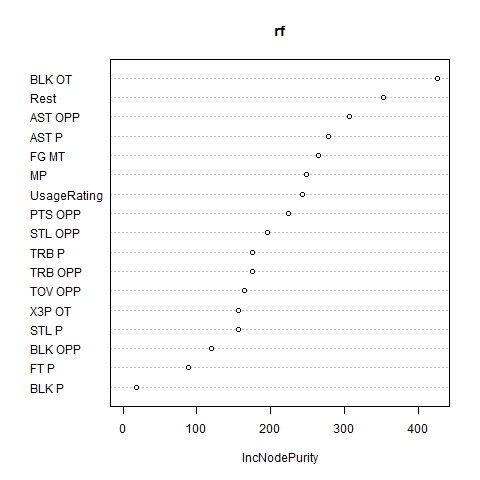 rf
BLK OT
Rest
AST OPP
AST P
FG MT
MP
UsageRating
PTS OPP
STL OPP
TRB P
TRB OPP
TOV OPP
X3P OT
STL P
BLK OPP
FT P
BLK P
0 100 200 300 400
IncNodePurity